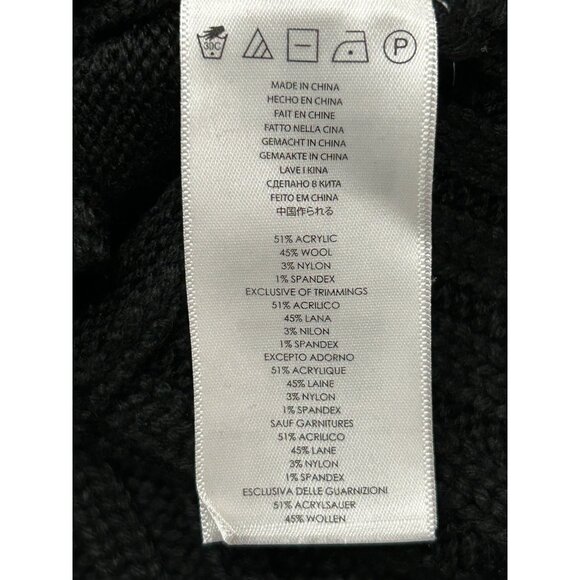 30C P
MADE IN CHINA
HECHO EN CHINA
FAIT EN CHINE
FATTO NELLA CINA
GEMACHT IN CHINA
GEMAAKTE IN CHINA
LAVE I KINA
СДЕПАНО В КИТА
FEITO EM CHINA
中国作られる
51% ACRYLIC
45% WOOL
3% NYLON
1% SPANDEX
EXCLUSIVE OF TRIMMINGS
51% ACRILICO
45% LANA
3% NILON
1% SPANDEX
EXCEPTO ADORNO
51% ACRYLIQUE
45% LAINE
3% NYLON
1% SPANDEX
SAUF GARNITURES
51% ACRILICO
45% LANE
3% NYLON
1% SPANDEX
ESCLUSIVA DELLE GUARNIZIONI
51% ACRYLSAUER
45% WOLLEN